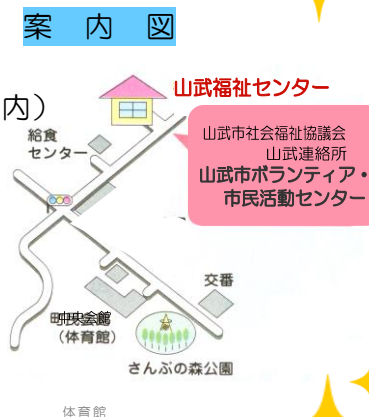 案内図
山武福祉センター
内）
給食
センター
山武市社会福祉協議会
山武連絡所
山武市ボランティア・
市民活動センター
交番
（体育館）
さんぶの森公園
体育館